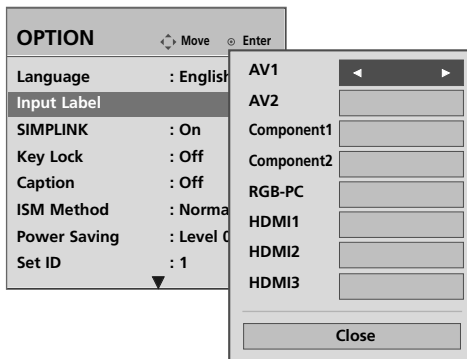 OPTION Move Enter
Language : English
Input Label
SIMPLINK : On
Key Lock : Off
Caption : Off
ISM Method : Norma
Power Saving : Level 0
Set ID : 1
AV1
AV2
Component1
Component2
RGB-PC
HDMI1
HDMI2
HDMI3
Close